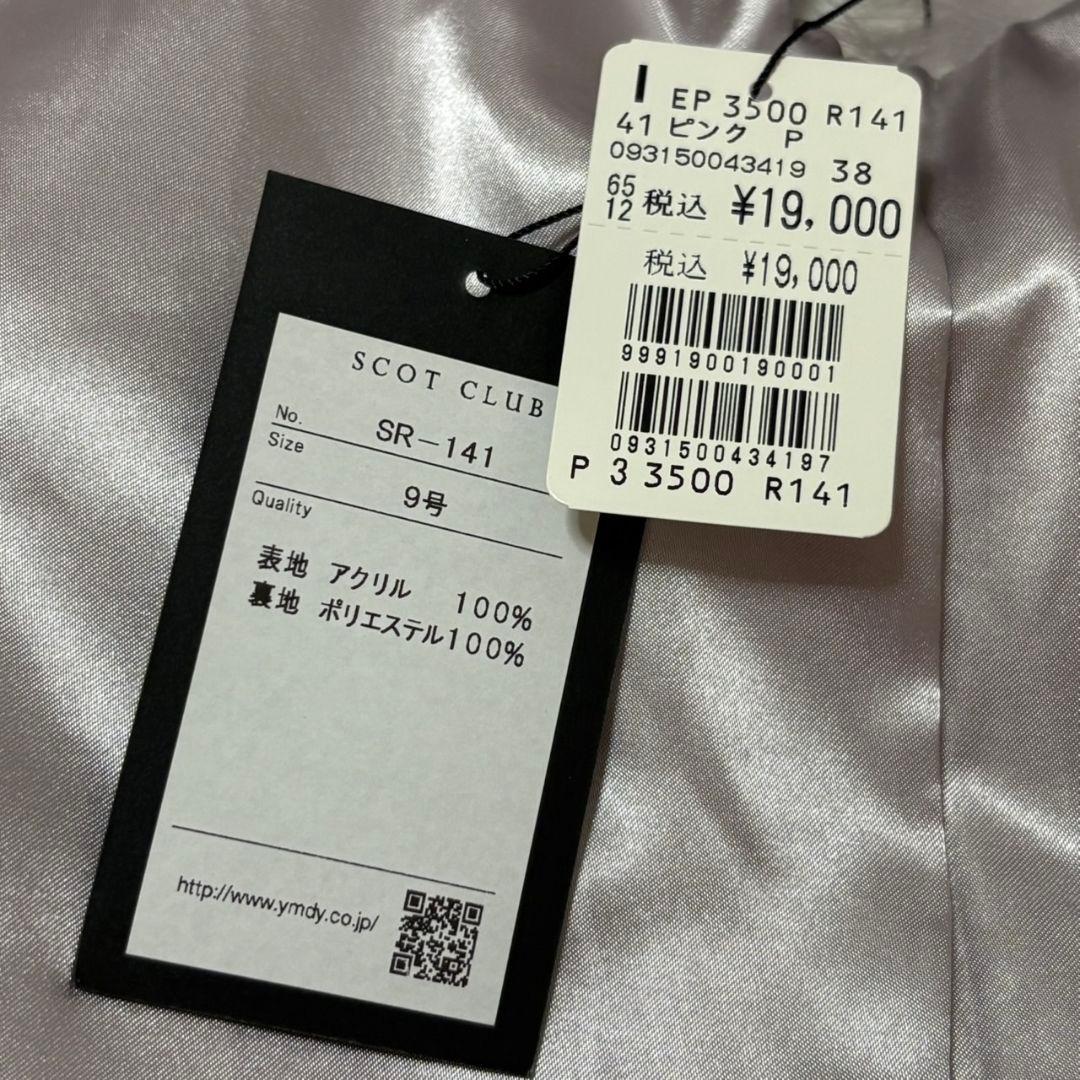 I EP 3500 R141
41 ピンク P
093150043419 38
65
12 税込 ¥19,000
税込 ¥19,000
9991900190001
0931500434197
P 3 3500 R141
SCOT CLUB
No. SR-141
Size 9号
Quality
表地 アクリル 100%
裏地 ポリエステル100%
http://www.ymdy.co.jp/